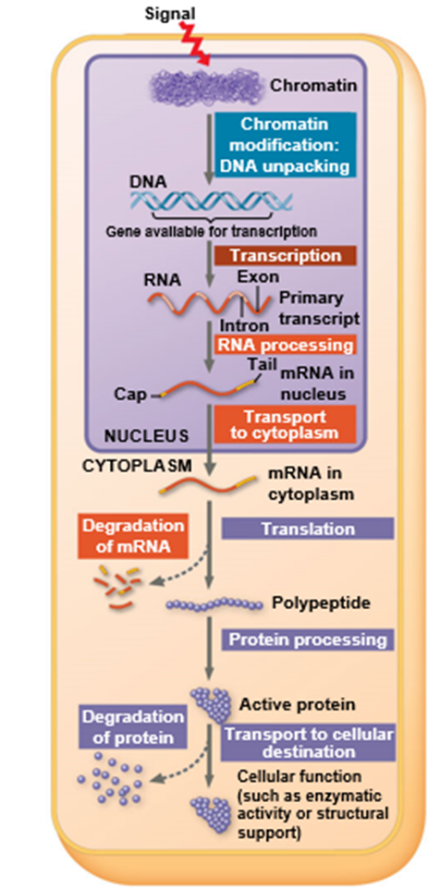 Signal
Chromatin
Chromatin
modification:
DNA unpacking
DNA
Gene available for transcription
Transcription
RNA
Exon
Primary
transcript
Intron
RNA processing
Tail
mRNA in
nucleus
Cap
Transport
to cytoplasm
NUCLEUS
CYTOPLASM
mRNA in
cytoplasm
Degradation
of mRNA
Translation
Polypeptide
Protein processing
Active protein
Degradation
of protein
Transport to cellular
destination
Cellular function
(such as enzymatic
activity or structural
support)